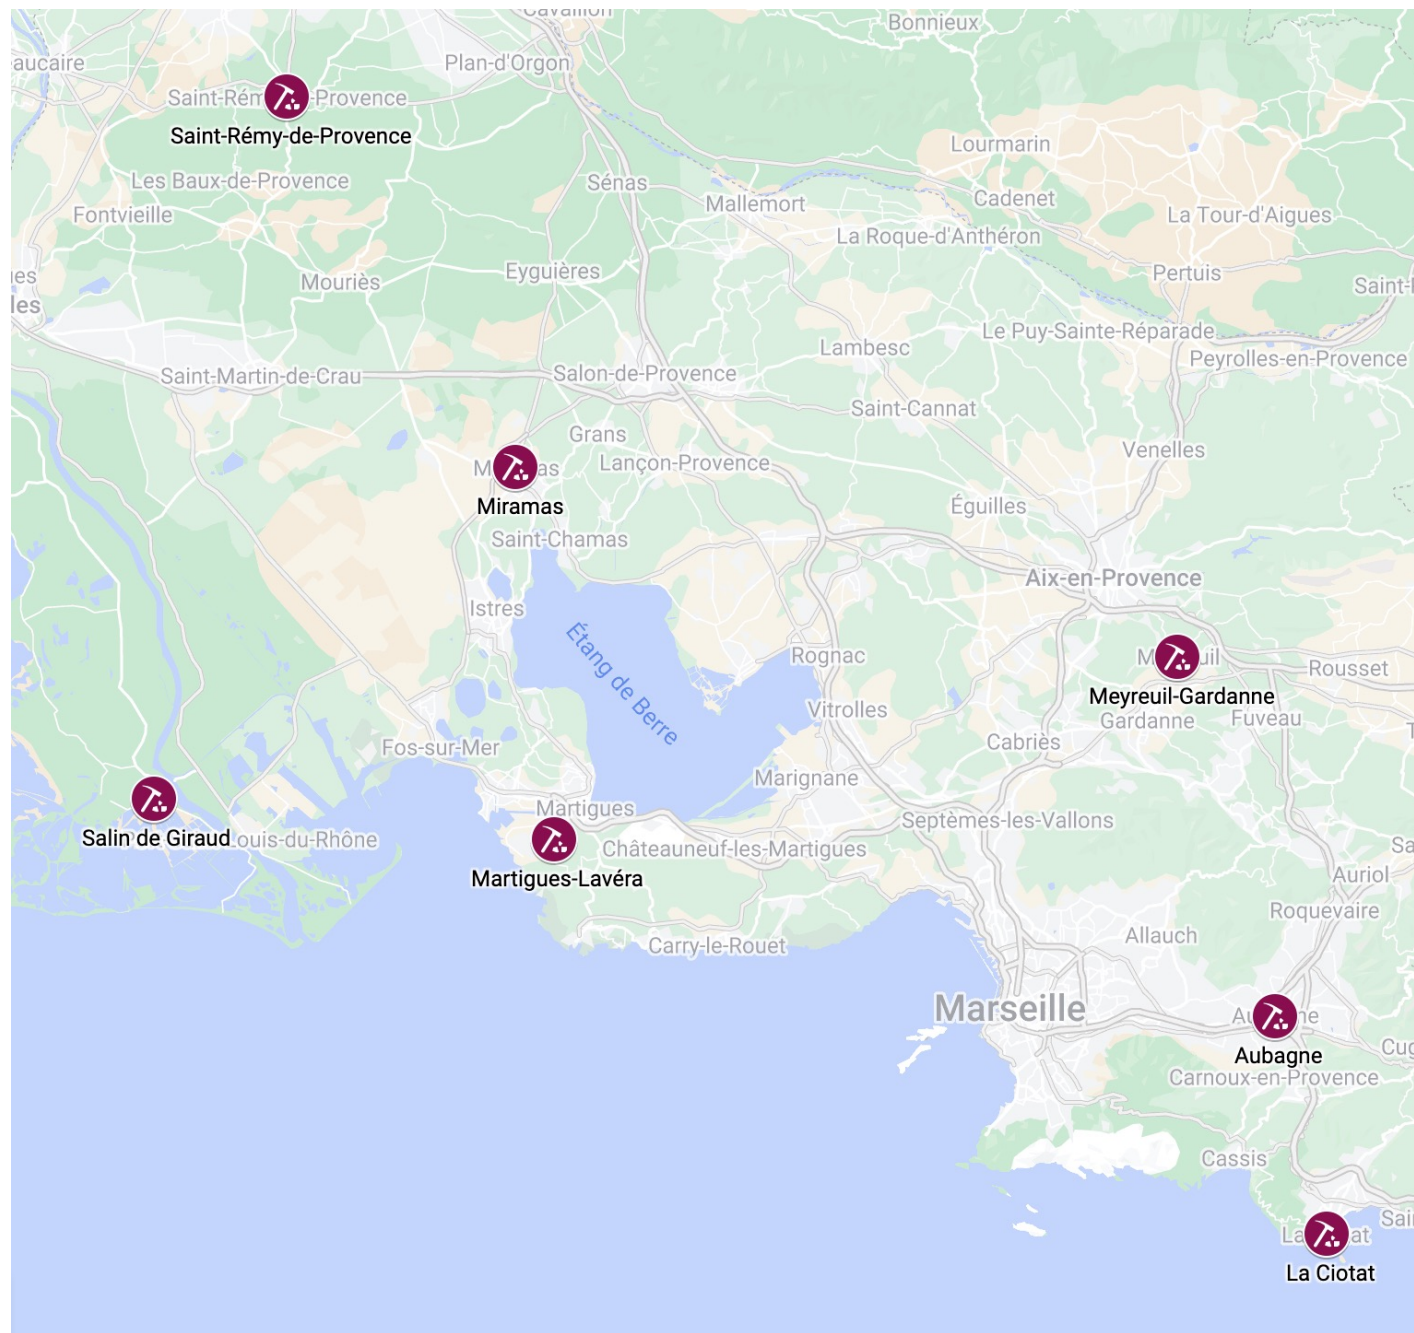 Cavaillon
Bonnieux
aucaire
Plan-d'Orgon
Saint-Rém
Provence
Saint-Rémy-de-Provence
Lourmarin
Les Baux-de-Provence
Sénas
Mallemort
Cadenet
Fontvieille
La Tour-d'Aigues
La Roque-d'Anthéron
Eyguières
Pertuis
Mouriès
les
Le Puy-Sainte-Réparade
Lambesc
Peyrolles-en-Provence
Saint-Martin-de-Crau
Salon-de-Provence
Saint-Cannat
Grans
Venelles
Lançon-Provence
Miramas
Éguilles
Saint-Chamas
Aix-en-Provence
Istres
Étang de Berre
Rognac
Rousset
Meyreuil-Gardanne
Vitrolles
Gardanne
Fuveau
Fos-sur-Mer
Cabriès
Marignane
Martigues
Septèmes-les-Vallons
Salin de Giraud
ouis-du-Rhône
Châteauneuf-les-Martigues
Martigues-Lavéra
Auriol
Roquevaire
Allauch
Carry-le-Rouet
Marseille
Aubagne
Carnoux-en-Provence
Cassis
La Ciotat